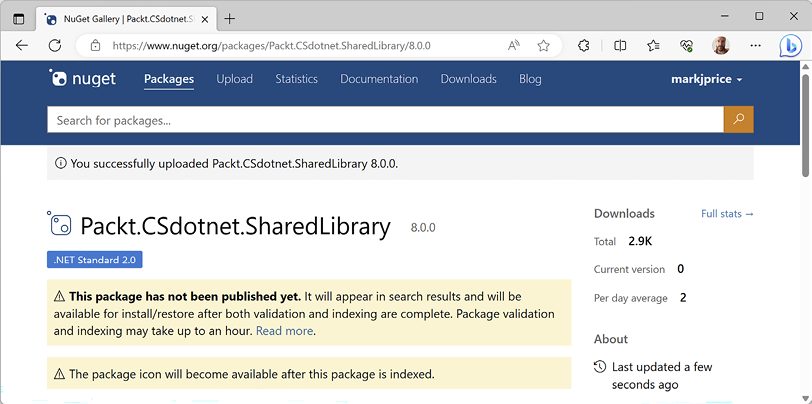 NuGet Gallery | Packt.CSdotnet.Sh
https://www.nuget.org/packages/Packt.CSdotnet.SharedLibrary/8.0.0
nuget Packages Upload Statistics Documentation Downloads Blog markjprice
Search for packages...
You successfully uploaded Packt.CSdotnet.SharedLibrary 8.0.0.
Packt.CSdotnet.SharedLibrary 8.0.0
.NET Standard 2.0
This package has not been published yet. It will appear in search results and will be
available for install/restore after both validation and indexing are complete. Package validation
and indexing may take up to an hour. Read more.
The package icon will become available after this package is indexed.
Downloads Full stats →
Total 2.9K
Current version 0
Per day average 2
About
Last updated a few
seconds ago